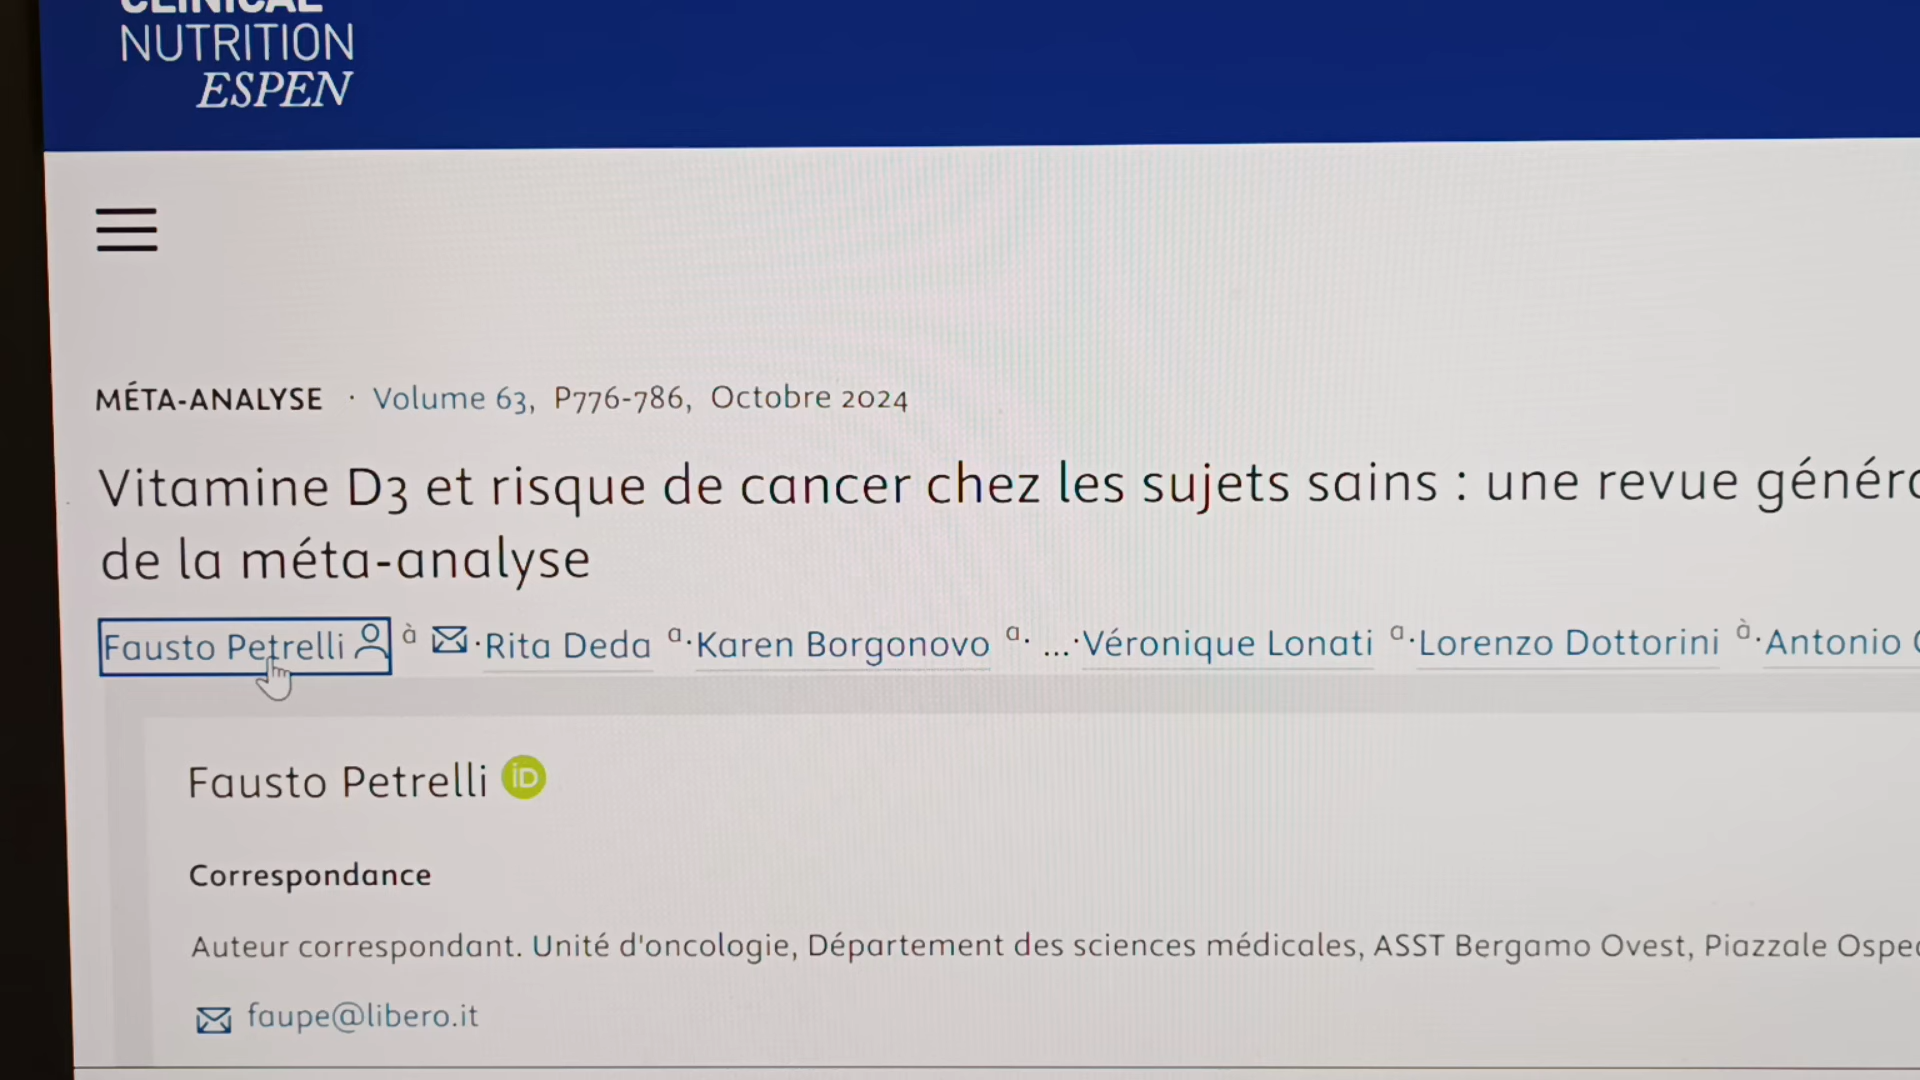 CLINICAL
NUTRITION
ESPEN
MÉTA-ANALYSE · Volume 63, P776-786, Octobre 2024
Vitamine D3 et risque de cancer chez les sujets sains : une revue
de la méta-analyse
Fausto Petrelli à · Rita Deda a · Karen Borgonovo a · ... · Véronique Lonati a · Lorenzo Dottorini à · Antonio
Fausto Petrelli iD
Correspondance
Auteur correspondant. Unité d'oncologie, Département des sciences médicales, ASST Bergamo Ovest, Piazzale
faupe@libero.it